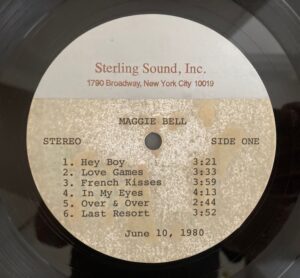 Sterling Sound, Inc.
1790 Broadway, New York City 10019
MAGGIE BELL
STEREO SIDE ONE
1. Hey Boy 3:21
2. Love Games 3:33
3. French Kisses 3:59
4. In My Eyes 4:13
5. Over & Over 2:44
6. Last Resort 3:52
June 10, 1980